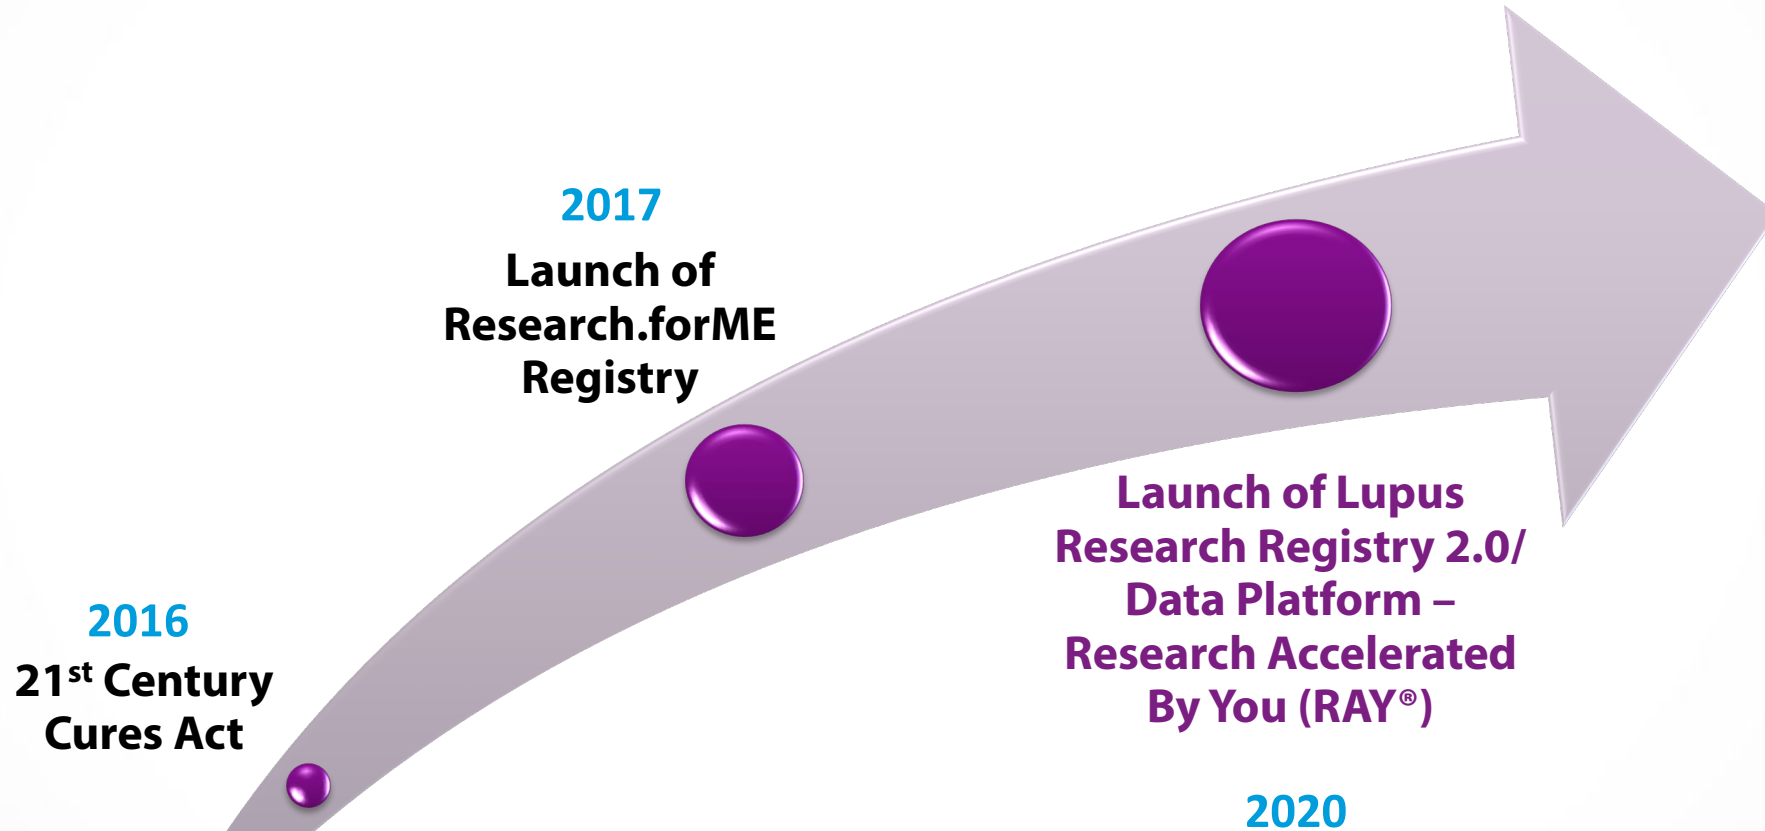 2016
21st Century
Cures Act
2017
Launch of
Research.forME
Registry
Launch of Lupus
Research Registry 2.0/
Data Platform –
Research Accelerated
By You (RAY®)
2020